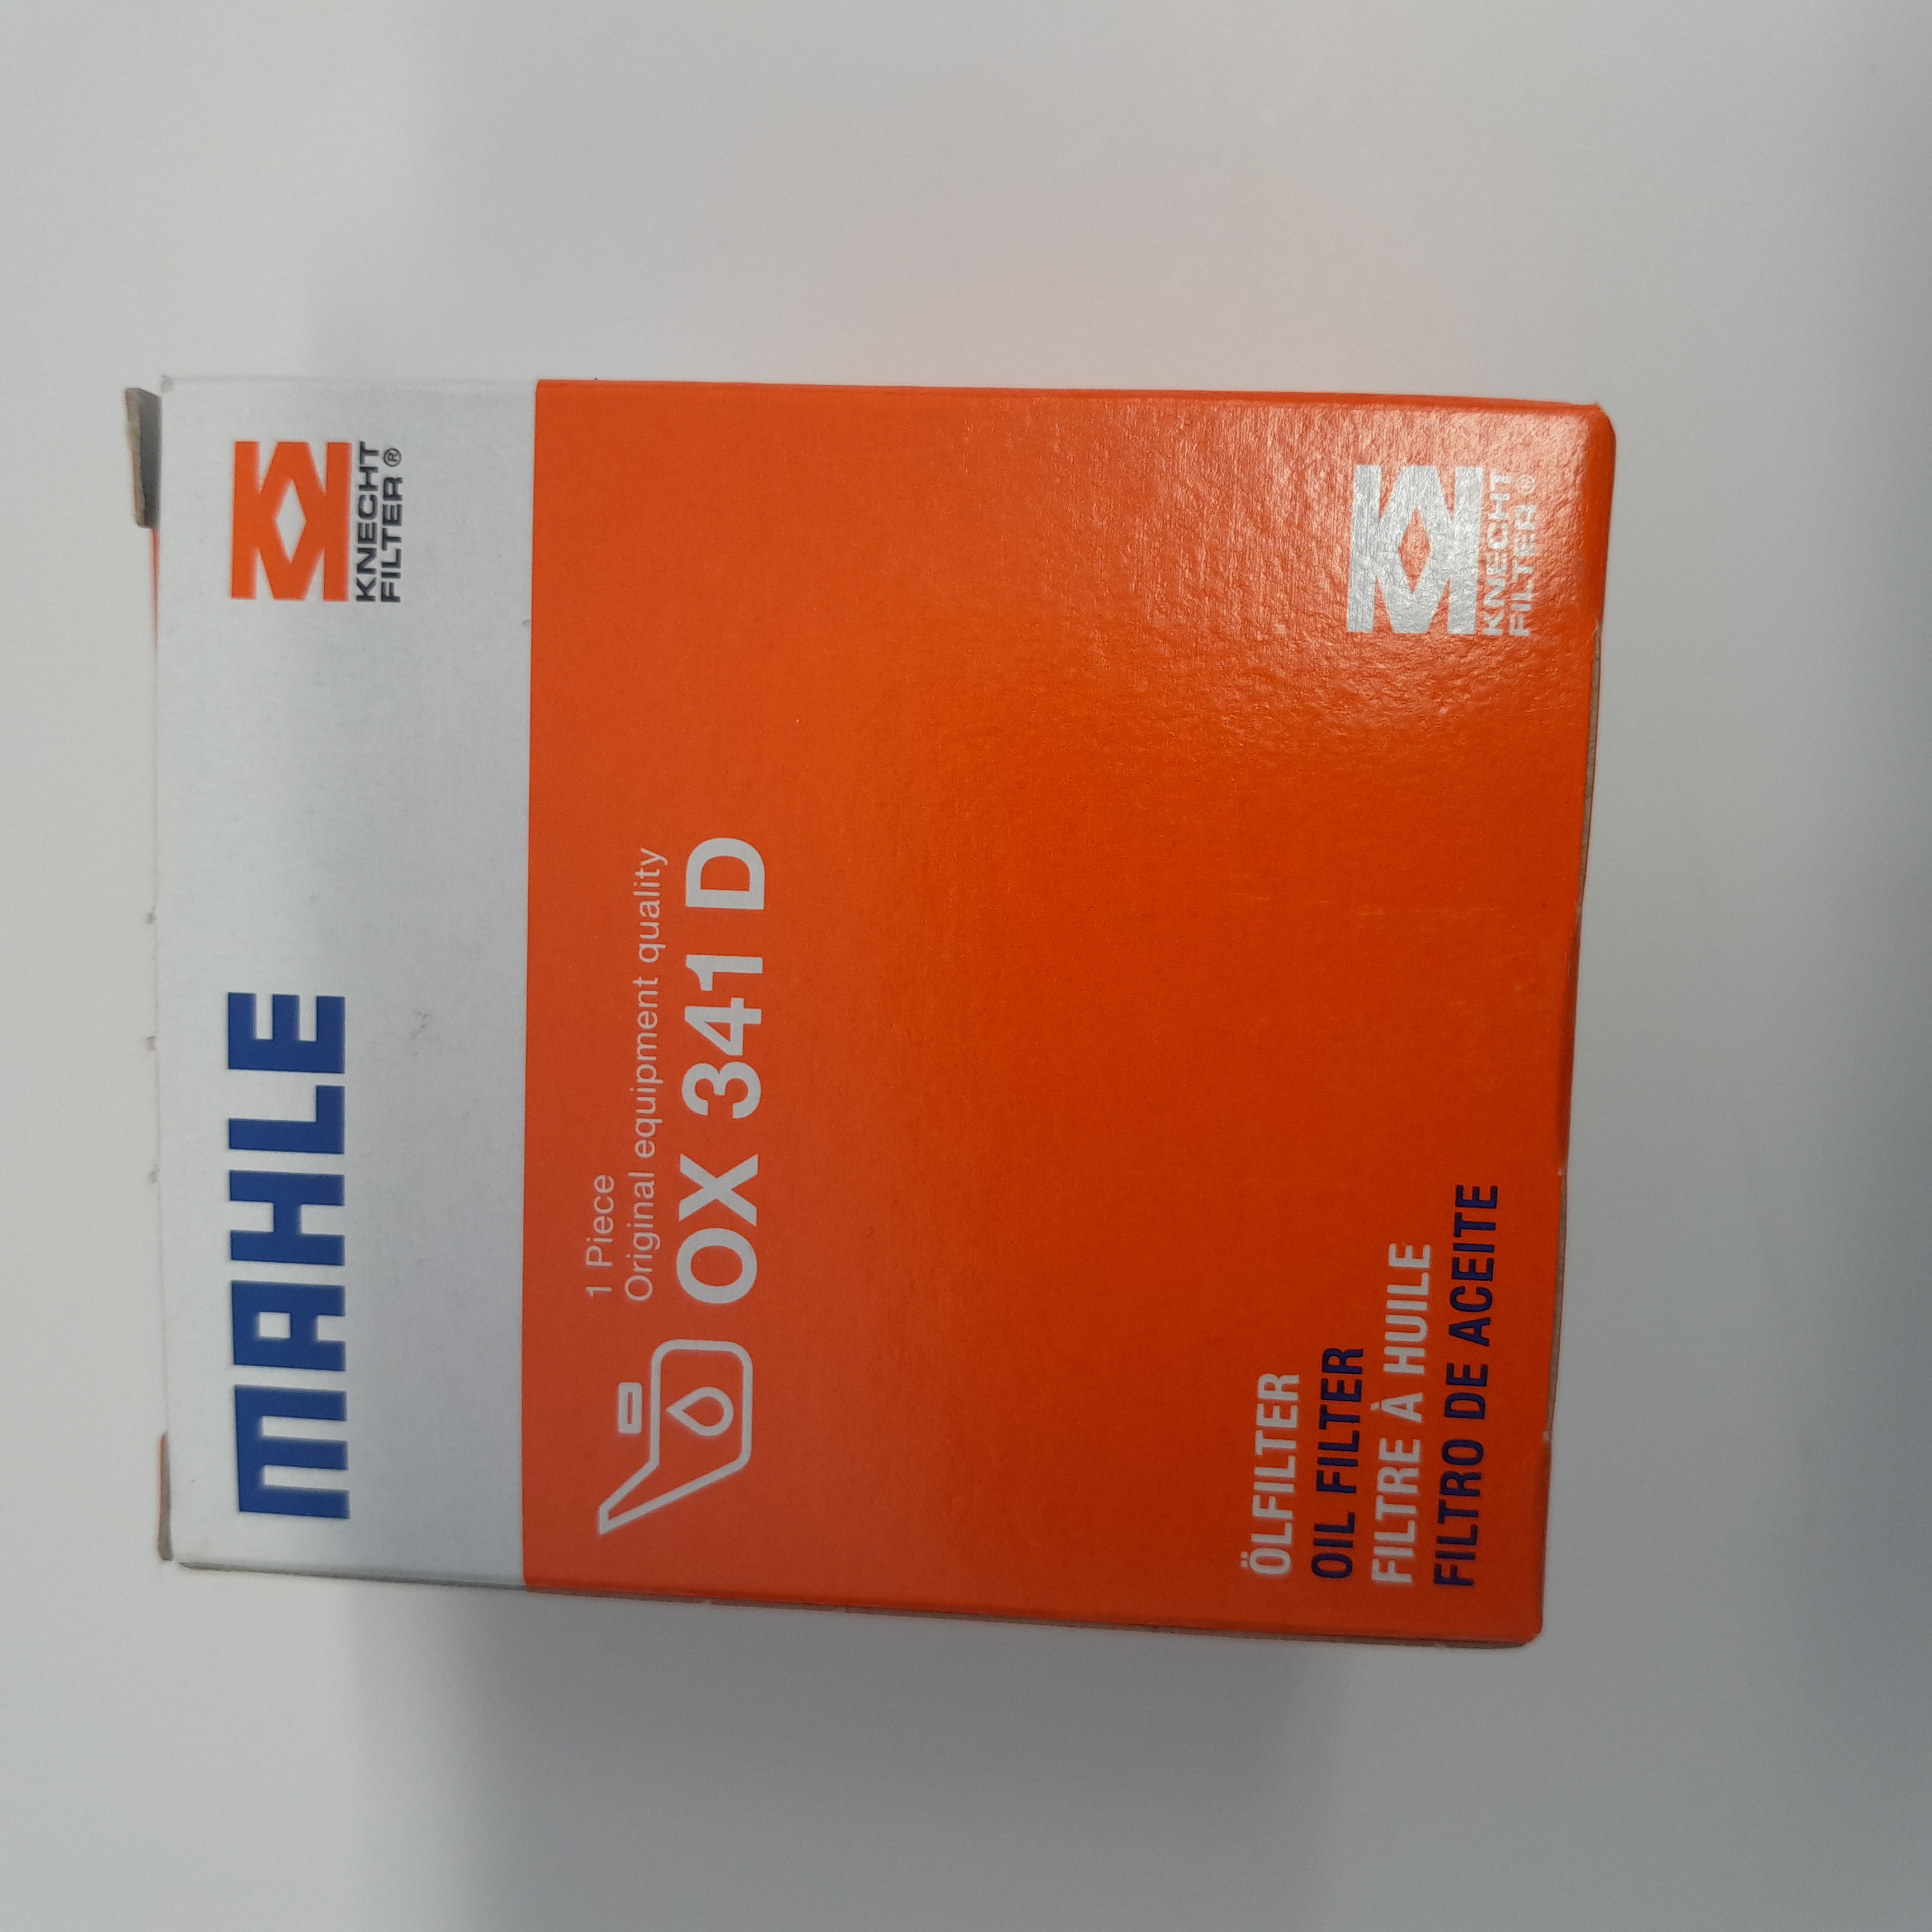 MAHLE
KNECHT
FILTER®
1 Piece
Original equipment quality
OX 341 D
ÖLFILTER
OIL FILTER
FILTRE À HUILE
FILTRO DE ACEITE
KNECHT
FILTER®